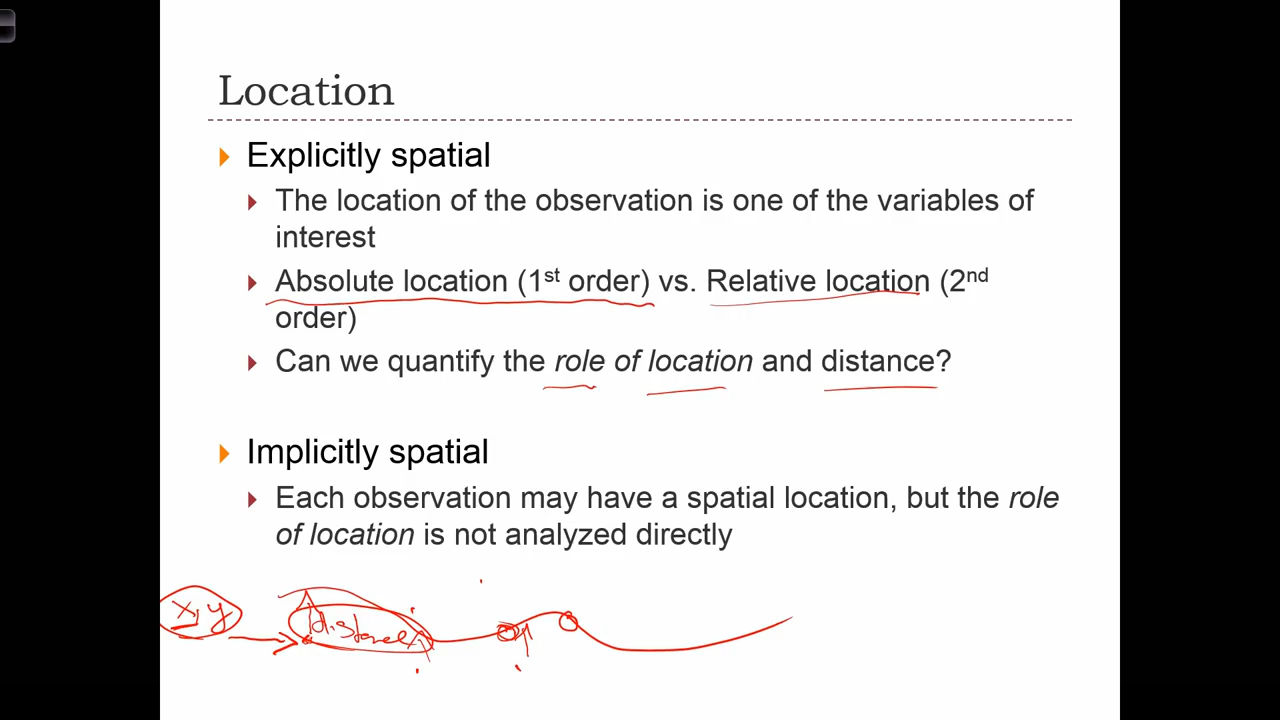 Location
Explicitly spatial
The location of the observation is one of the variables of
interest
Absolute location (1st order) vs. Relative location (2nd
order)
Can we quantify the role of location and distance?
Implicitly spatial
Each observation may have a spatial location, but the role
of location is not analyzed directly
x, y distance